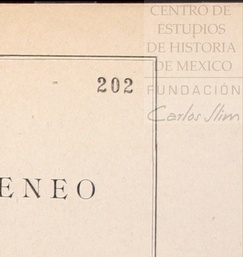 CENTRO DE
ESTUDIOS
DE HISTORIA
DE MEXICO
FUNDACIÓN
Carlos Slim
202
ENEO